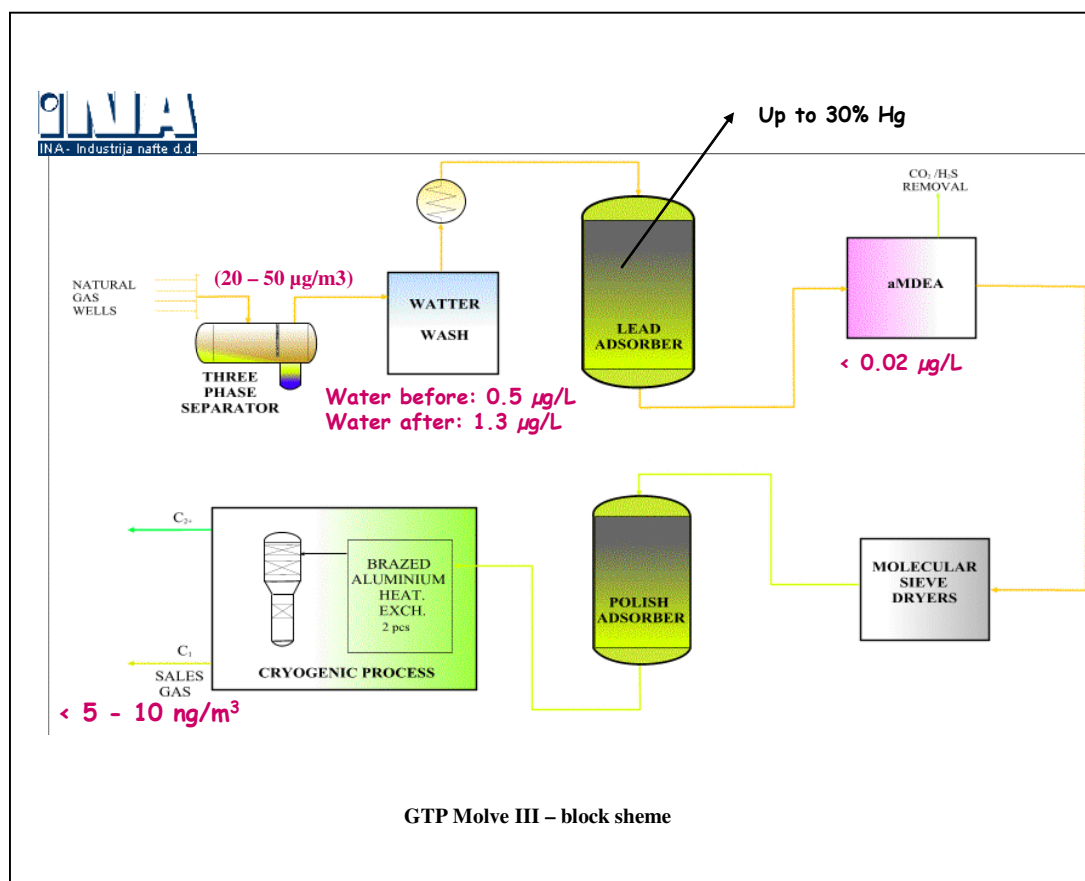 iNA
INA - Industrija nafte d.d.
Up to 30% Hg
CO₂ /H₂S
REMOVAL
NATURAL
GAS
WELLS
(20 – 50 µg/m3)
THREE
PHASE
SEPARATOR
WATTER
WASH
Water before: 0.5 µg/L
Water after: 1.3 µg/L
LEAD
ADSORBER
aMDEA
< 0.02 µg/L
C₂₊
C₁
SALES
GAS
< 5 - 10 ng/m³
BRAZED
ALUMINIUM
HEAT.
EXCH.
2 pcs
CRYOGENIC PROCESS
POLISH
ADSORBER
MOLECULAR
SIEVE
DRYERS
GTP Molve III – block sheme